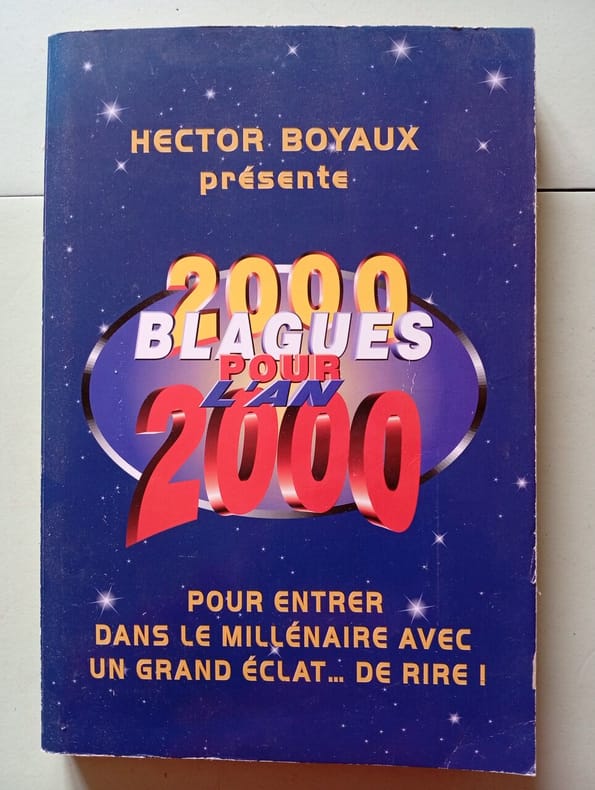 HECTOR BOYAUX
présente
2000
BLAGUES
POUR
L'AN
2000
POUR ENTRER
DANS LE MILLÉNAIRE AVEC
UN GRAND ÉCLAT... DE RIRE !